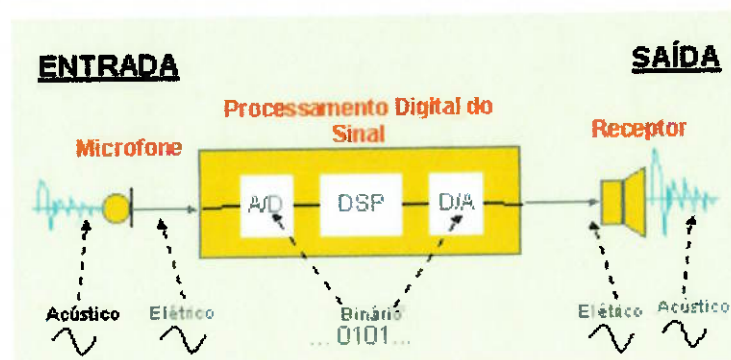 ENTRADA
SAÍDA
Processamento Digital do
Sinal
Microfone
Receptor
A/D
DSP
D/A
Acústico
Elétrico
Binário
... 0101...
Elétrico
Acústico